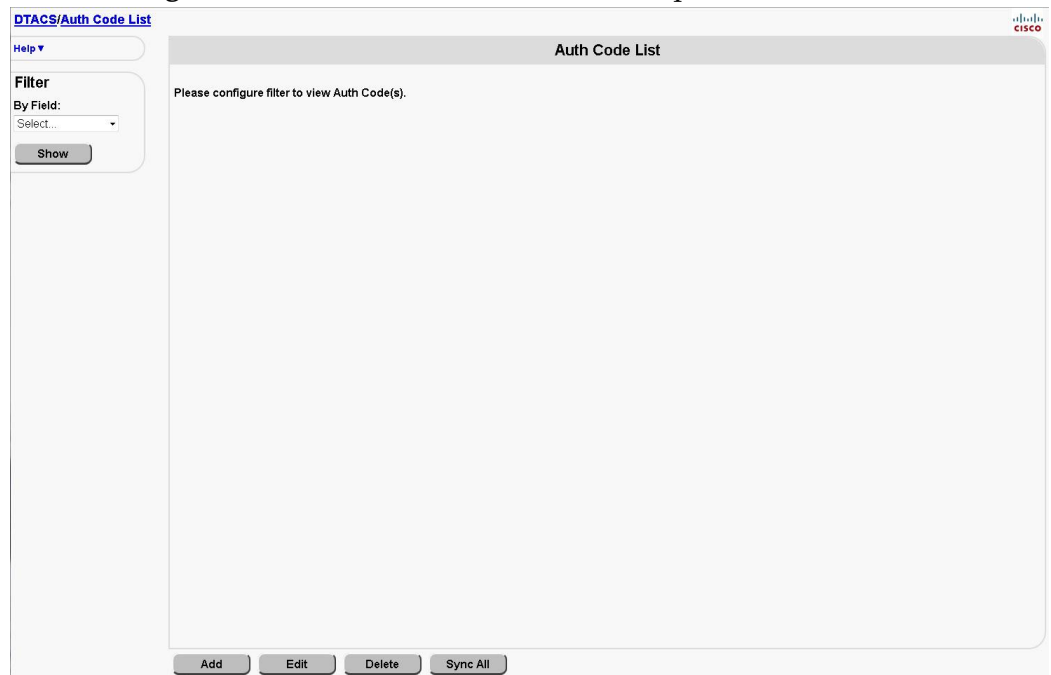 DTACS/Auth Code List
CISCO
Help ▼
Auth Code List
Filter
By Field:
Select...
Show
Please configure filter to view Auth Code(s).
Add
Edit
Delete
Sync All